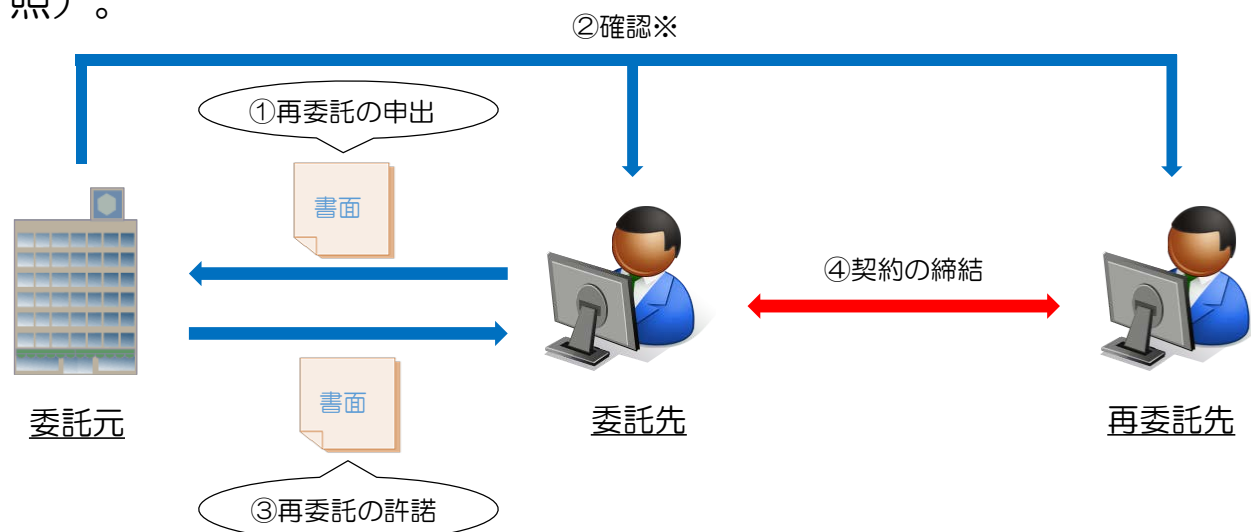 照）。
②確認※
①再委託の申出
書面
④契約の締結
書面
委託元
委託先
再委託先
③再委託の許諾